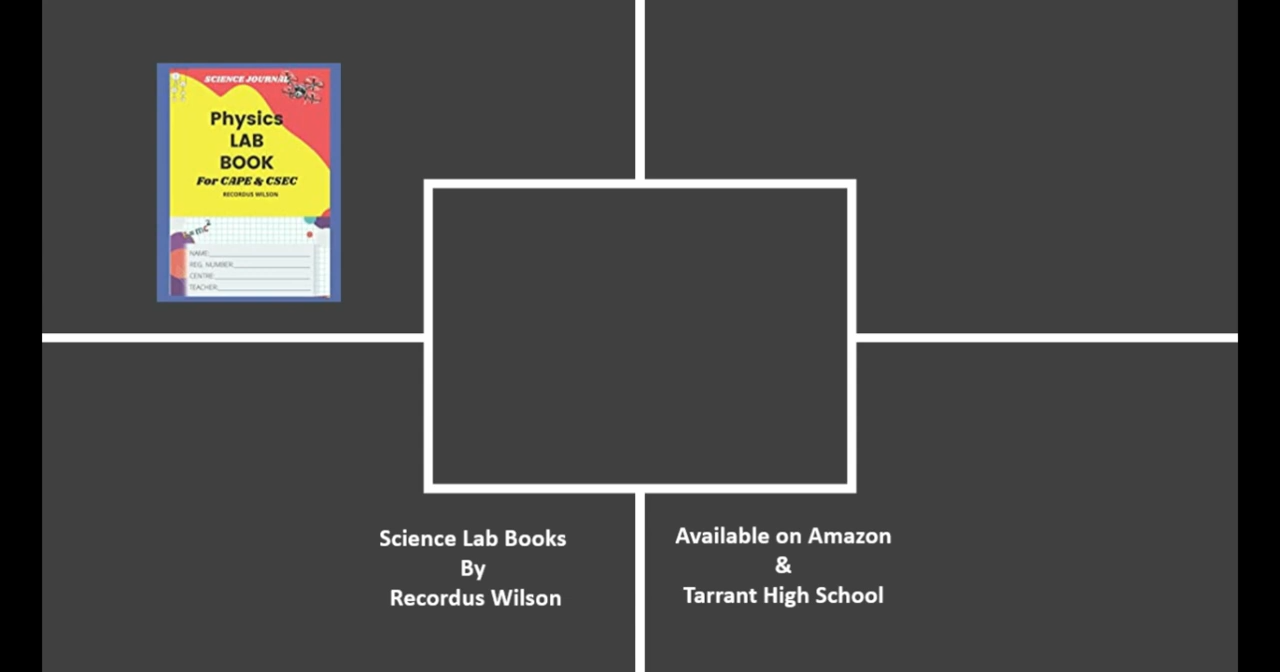 SCIENCE JOURNAL
Physics
LAB
BOOK
For CAPE & CSEC
RECORDUS WILSON
NAME:
REG. NUMBER
CENTRE:
TEACHER
Science Lab Books
By
Recordus Wilson
Available on Amazon
&
Tarrant High School